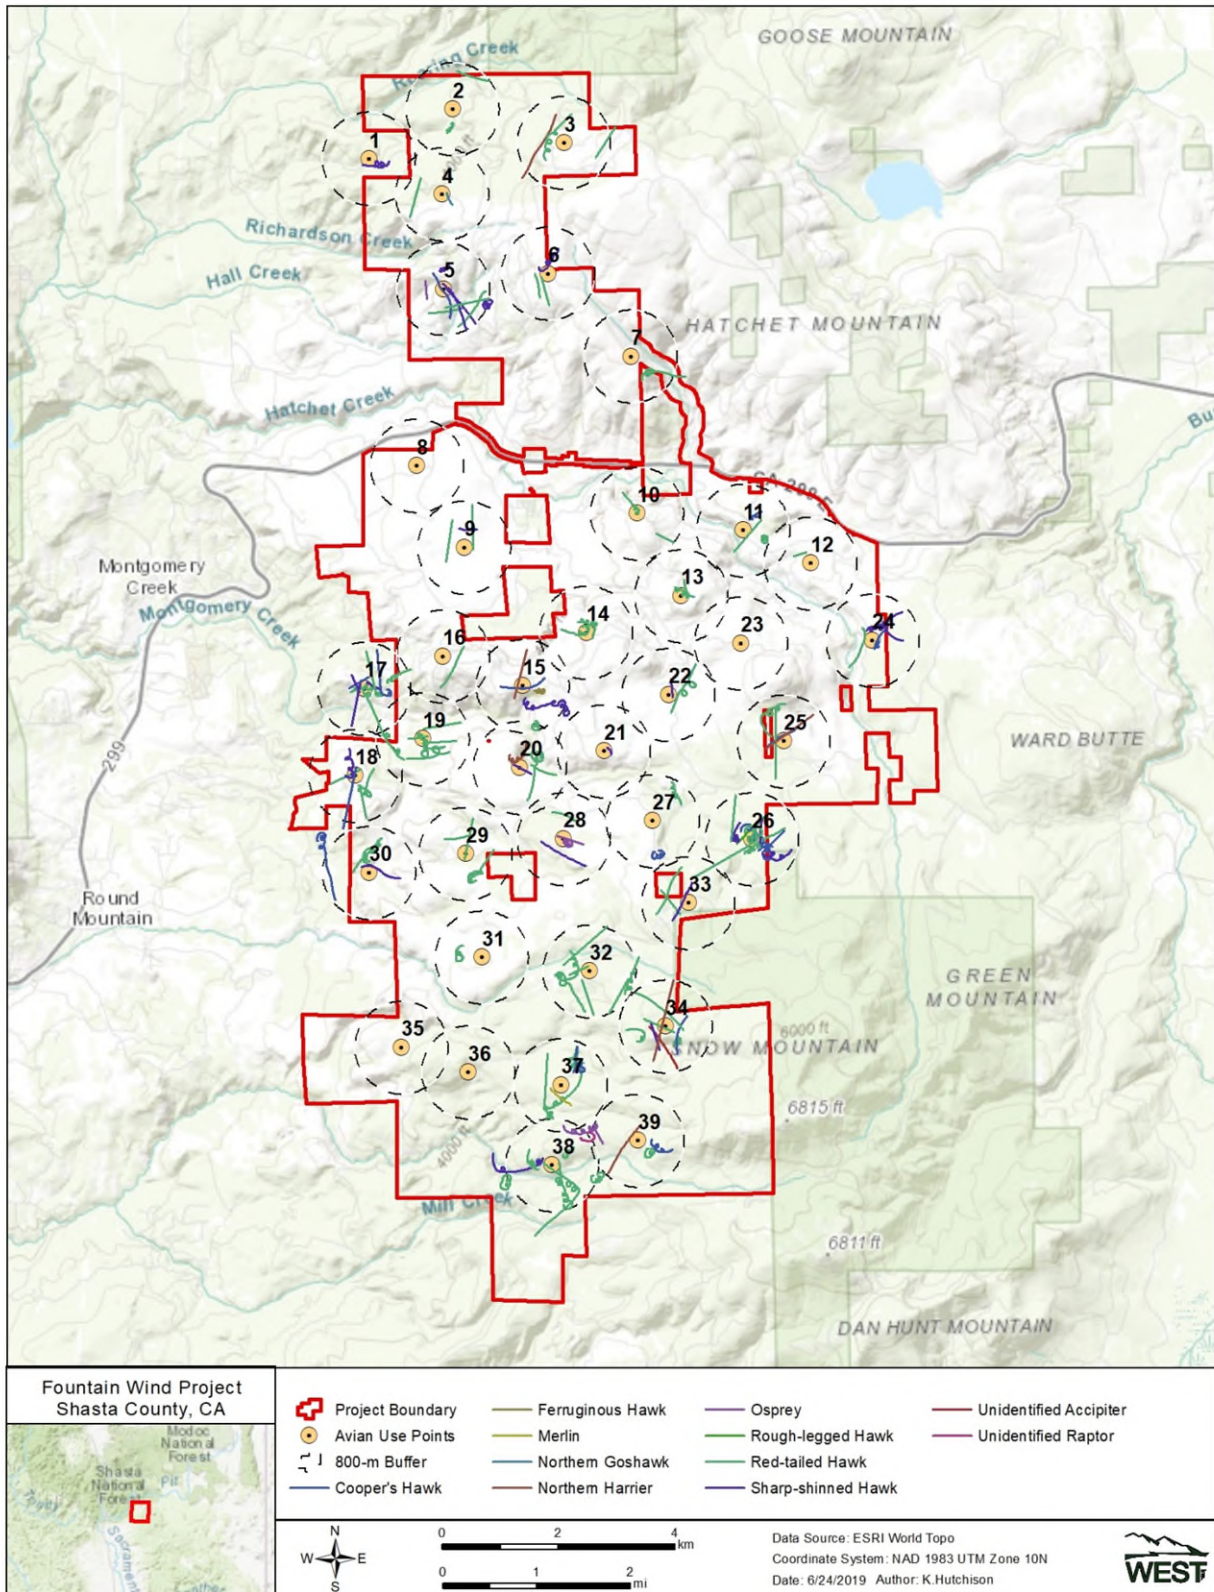 GOOSE MOUNTAIN
Roaring Creek
2
3
1
4
Richardson Creek
Hall Creek
5
6
HATCHET MOUNTAIN
7
Hatchet Creek
8
CA-299 E
10
11
9
12
Montgomery
Creek
13
Montgomery Creek
14
23
24
16
15
17
22
299
19
21
25
WARD BUTTE
20
18
27
26
28
29
30
33
Round
Mountain
31
32
GREEN
MOUNTAIN
34
35
6000 ft
SNOW MOUNTAIN
36
37
6815 ft
39
4000 ft
38
Mill Creek
6811 ft
DAN HUNT MOUNTAIN
Fountain Wind Project
Shasta County, CA
Modoc
National
Forest
Shasta
National
Forest
Pit
Project Boundary
Avian Use Points
800-m Buffer
Cooper's Hawk
Ferruginous Hawk
Merlin
Northern Goshawk
Northern Harrier
Osprey
Rough-legged Hawk
Red-tailed Hawk
Sharp-shinned Hawk
Unidentified Accipiter
Unidentified Raptor
N
W E
S
0 2 4
km
0 1 2
mi
Data Source: ESRI World Topo
Coordinate System: NAD 1983 UTM Zone 10N
Date: 6/24/2019 Author: K.Hutchison
WEST